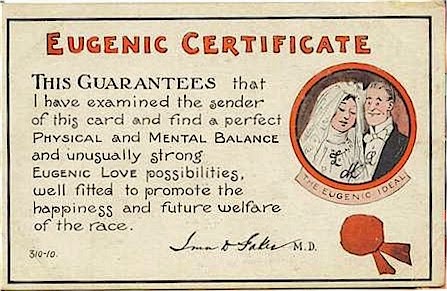 EUGENIC CERTIFICATE
THIS GUARANTEES that
I have examined the sender
of this card and find a perfect
PHYSICAL and MENTAL BALANCE
and unusually strong
EUGENIC LOVE possibilities,
well fitted to promote the
happiness and future welfare
of the race.
THE EUGENIC IDEAL
310-10.
M.D.